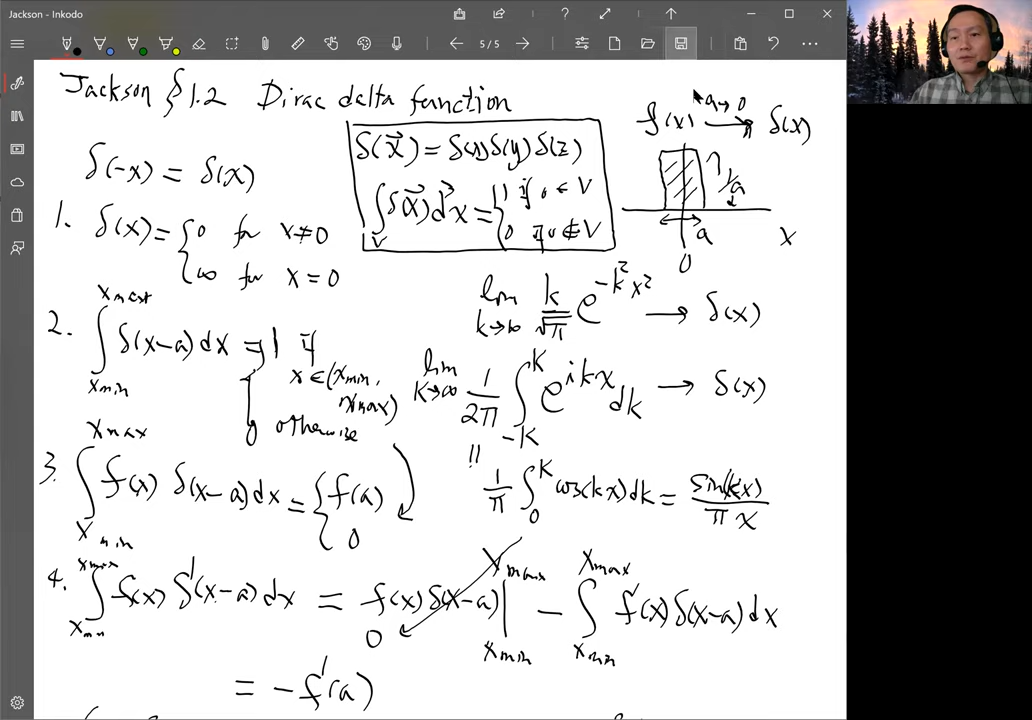 Jackson - Inkodo
5 / 5
Jackson § 1.2 Dirac delta function
δ(-x) = δ(x)
δ(x⃗) = δ(x)δ(y)δ(z)
∫_V δ(x⃗)d³x = { 1 if 0 ∈ V
0 if 0 ∉ V
f(x) →^{a→0} δ(x)
1/a
a
x
0
1. δ(x) = { 0 for x ≠ 0
∞ for x = 0
lim_{k→∞} k/√π e^{-k²x²} → δ(x)
2. ∫_{xmin}^{xmax} δ(x-a) dx = { 1 if x ∈ (xmin, xmax)
0 otherwise
lim_{K→∞} 1/2π ∫_{-K}^{K} e^{ikx} dk → δ(x)
=
1/π ∫_0^K cos(kx) dk = sin(Kx)/πx
3. ∫_{xmin}^{xmax} f(x) δ(x-a) dx = { f(a)
0
4. ∫_{xmin}^{xmax} f(x) δ'(x-a) dx = f(x) δ(x-a) |_{xmin}^{xmax} - ∫_{xmin}^{xmax} f'(x) δ(x-a) dx
0
= - f'(a)